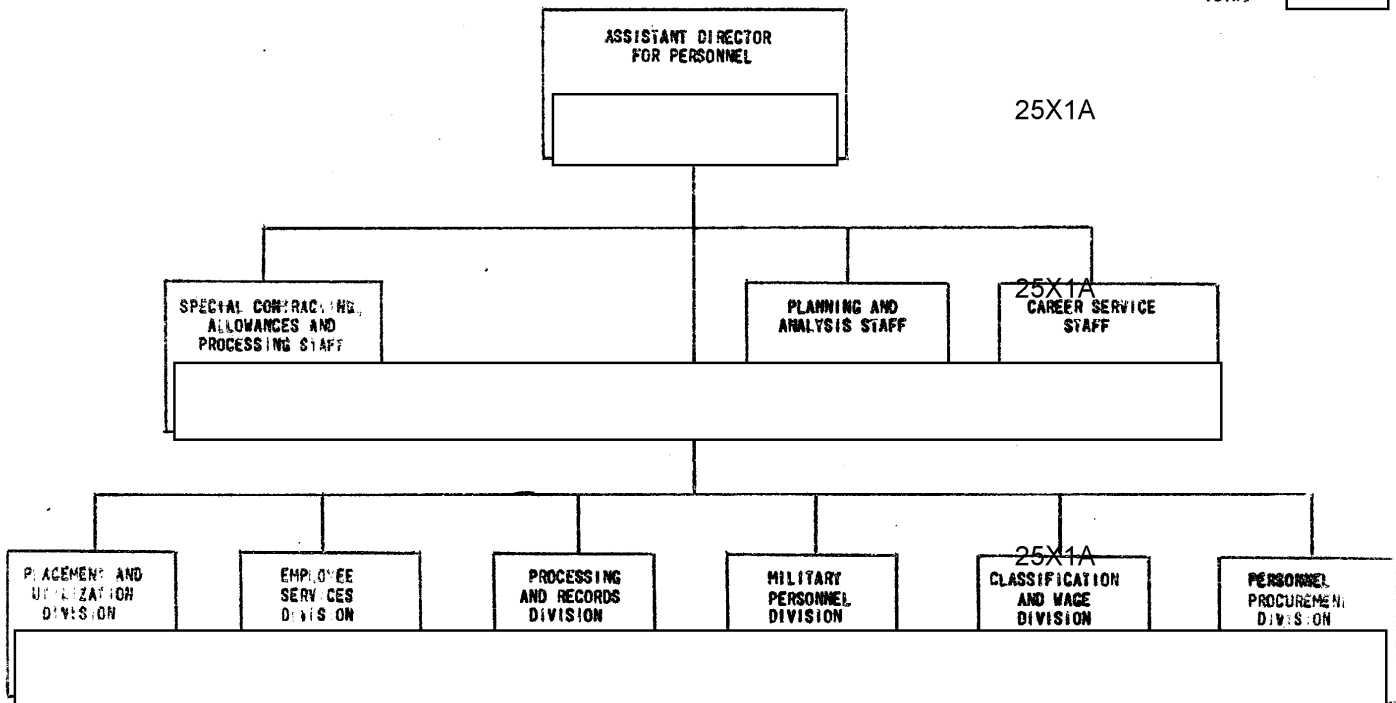 ASSISTANT DIRECTOR
FOR PERSONNEL
25X1A
25X1A
SPECIAL CONTRACTING,
ALLOWANCES AND
PROCESSING STAFF
PLANNING AND
ANALYSIS STAFF
CAREER SERVICE
STAFF
25X1A
PLACEMENT AND
UTILIZATION
DIVISION
EMPLOYEE
SERVICES
DIVISION
PROCESSING
AND RECORDS
DIVISION
MILITARY
PERSONNEL
DIVISION
CLASSIFICATION
AND WAGE
DIVISION
PERSONNEL
PROCUREMENT
DIVISION